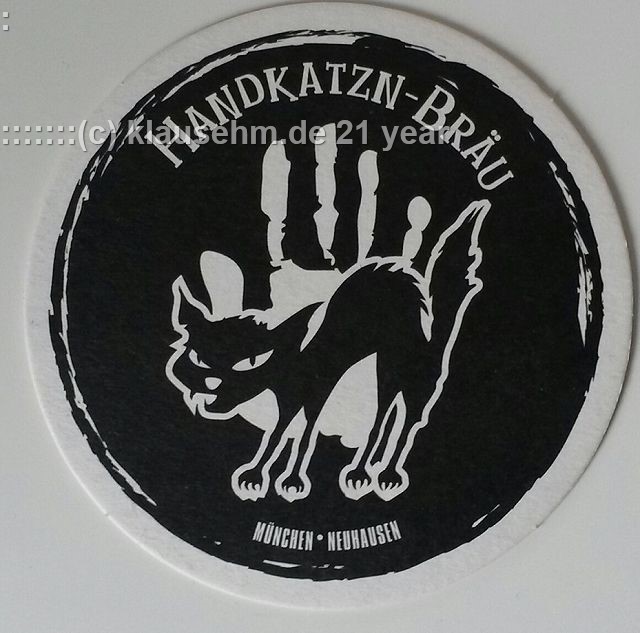 :
HANDKATZN-BRÄU
:::::::(c) klausehm.de 21 year
MÜNCHEN • NEUHAUSEN